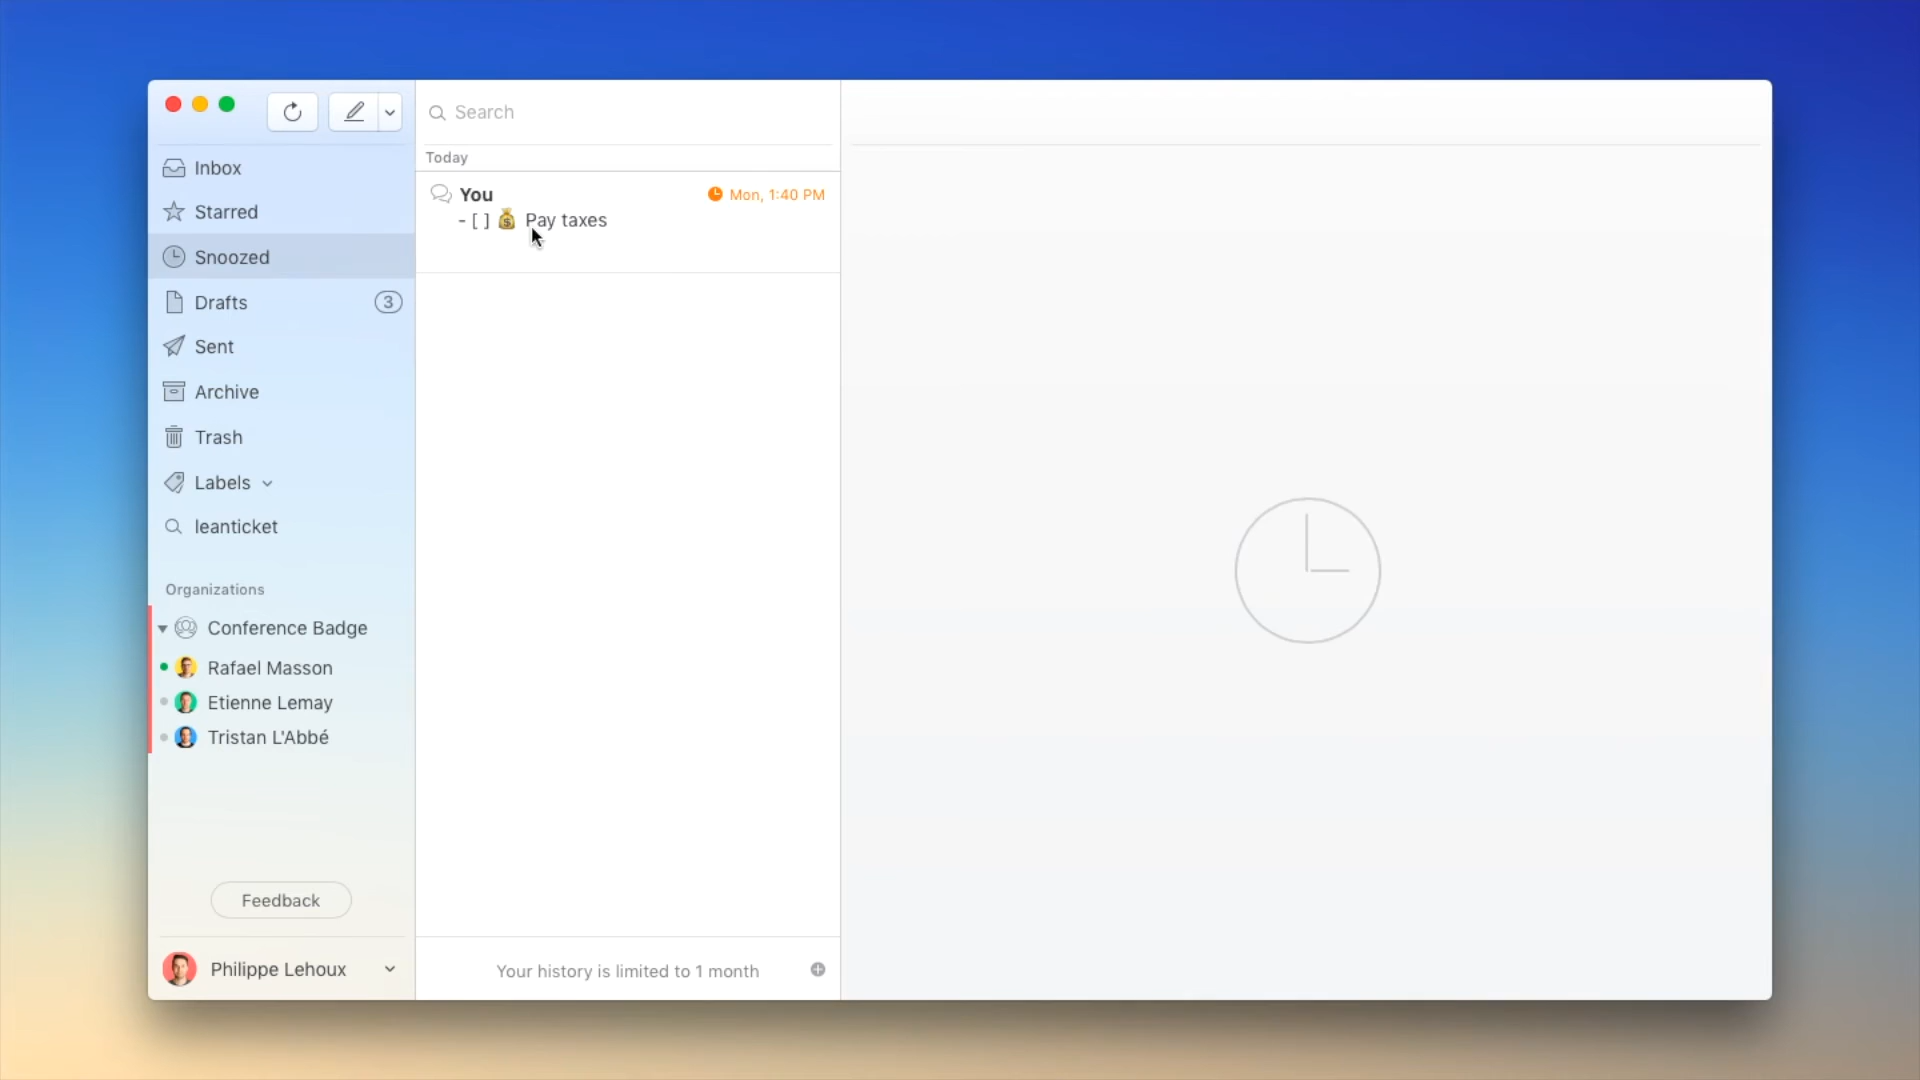 Search
Inbox
Starred
Snoozed
Drafts 3
Sent
Archive
Trash
Labels
leanticket
Organizations
Conference Badge
Rafael Masson
Etienne Lemay
Tristan L'Abbé
Feedback
Philippe Lehoux
Today
You Mon, 1:40 PM
- [ ] 💰 Pay taxes
Your history is limited to 1 month